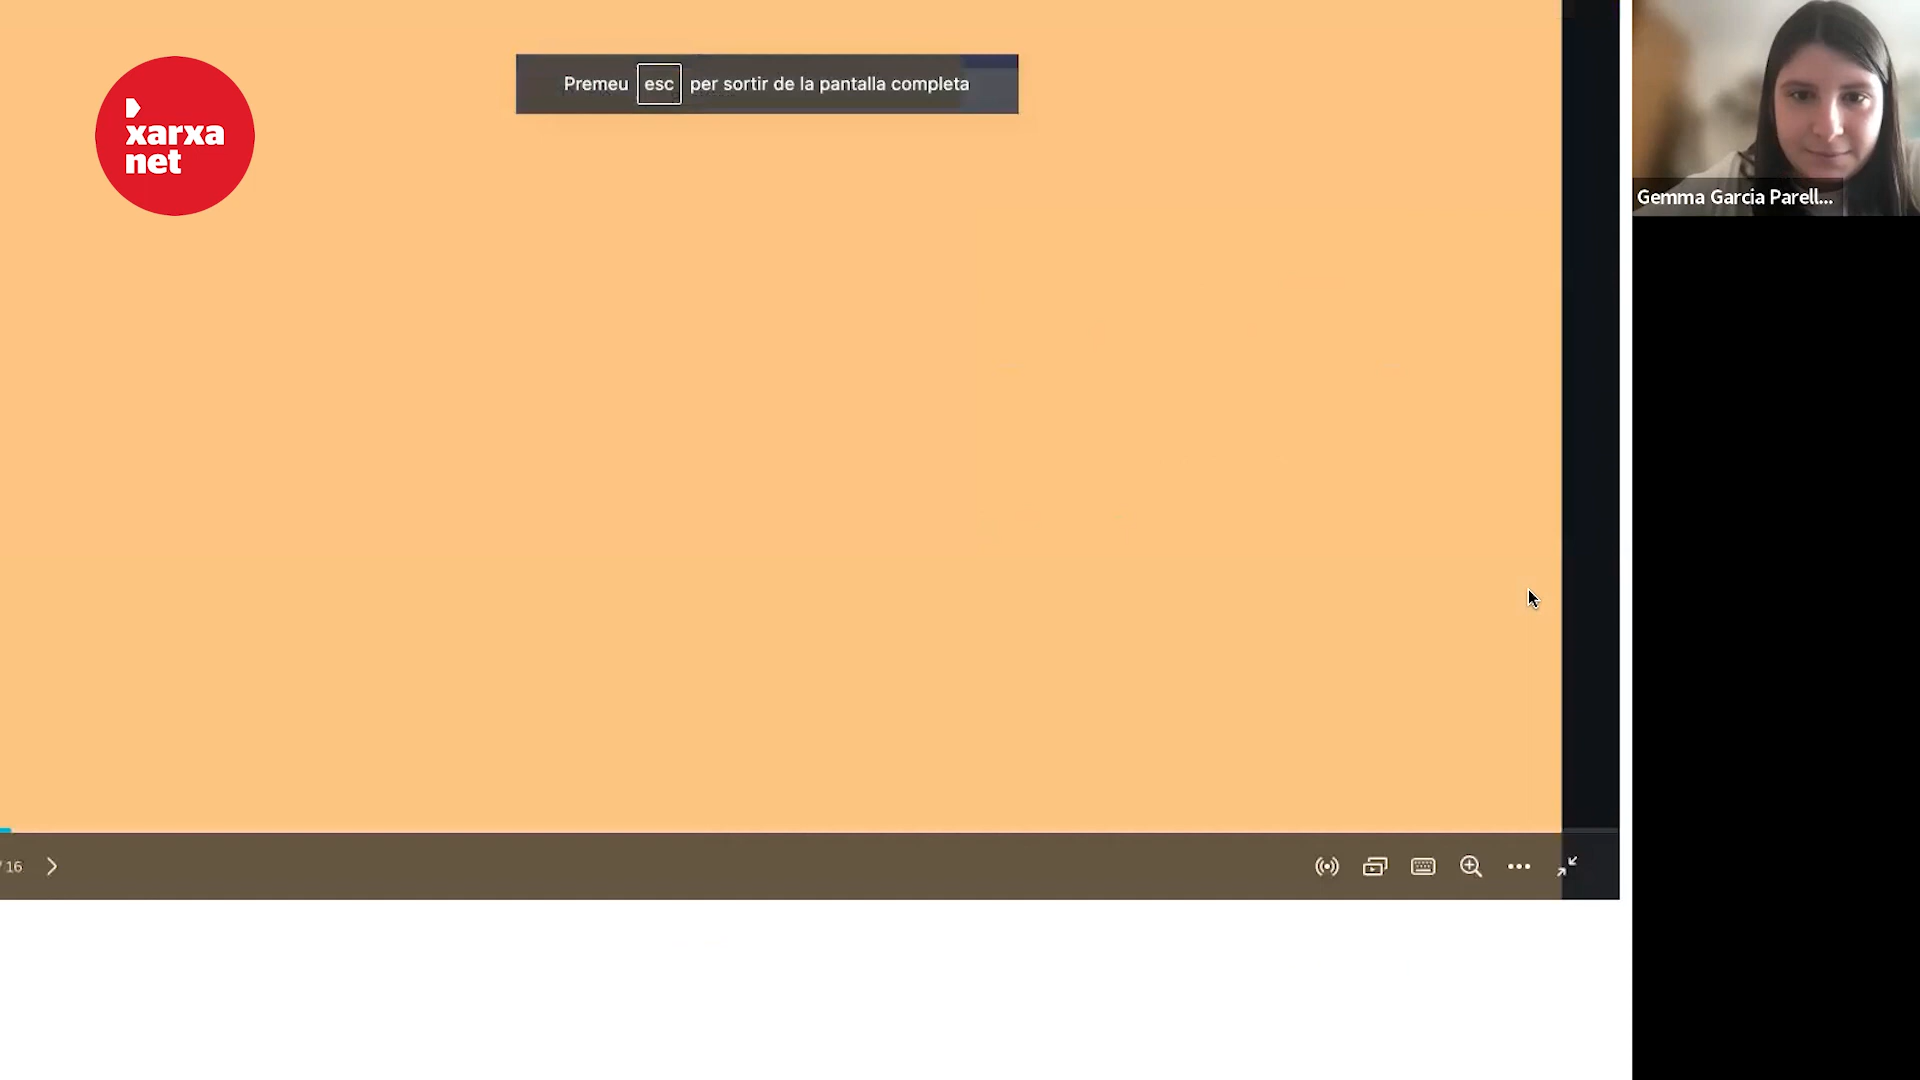 xarxa
net
Premeu esc per sortir de la pantalla completa
Gemma Garcia Parell...
/ 16